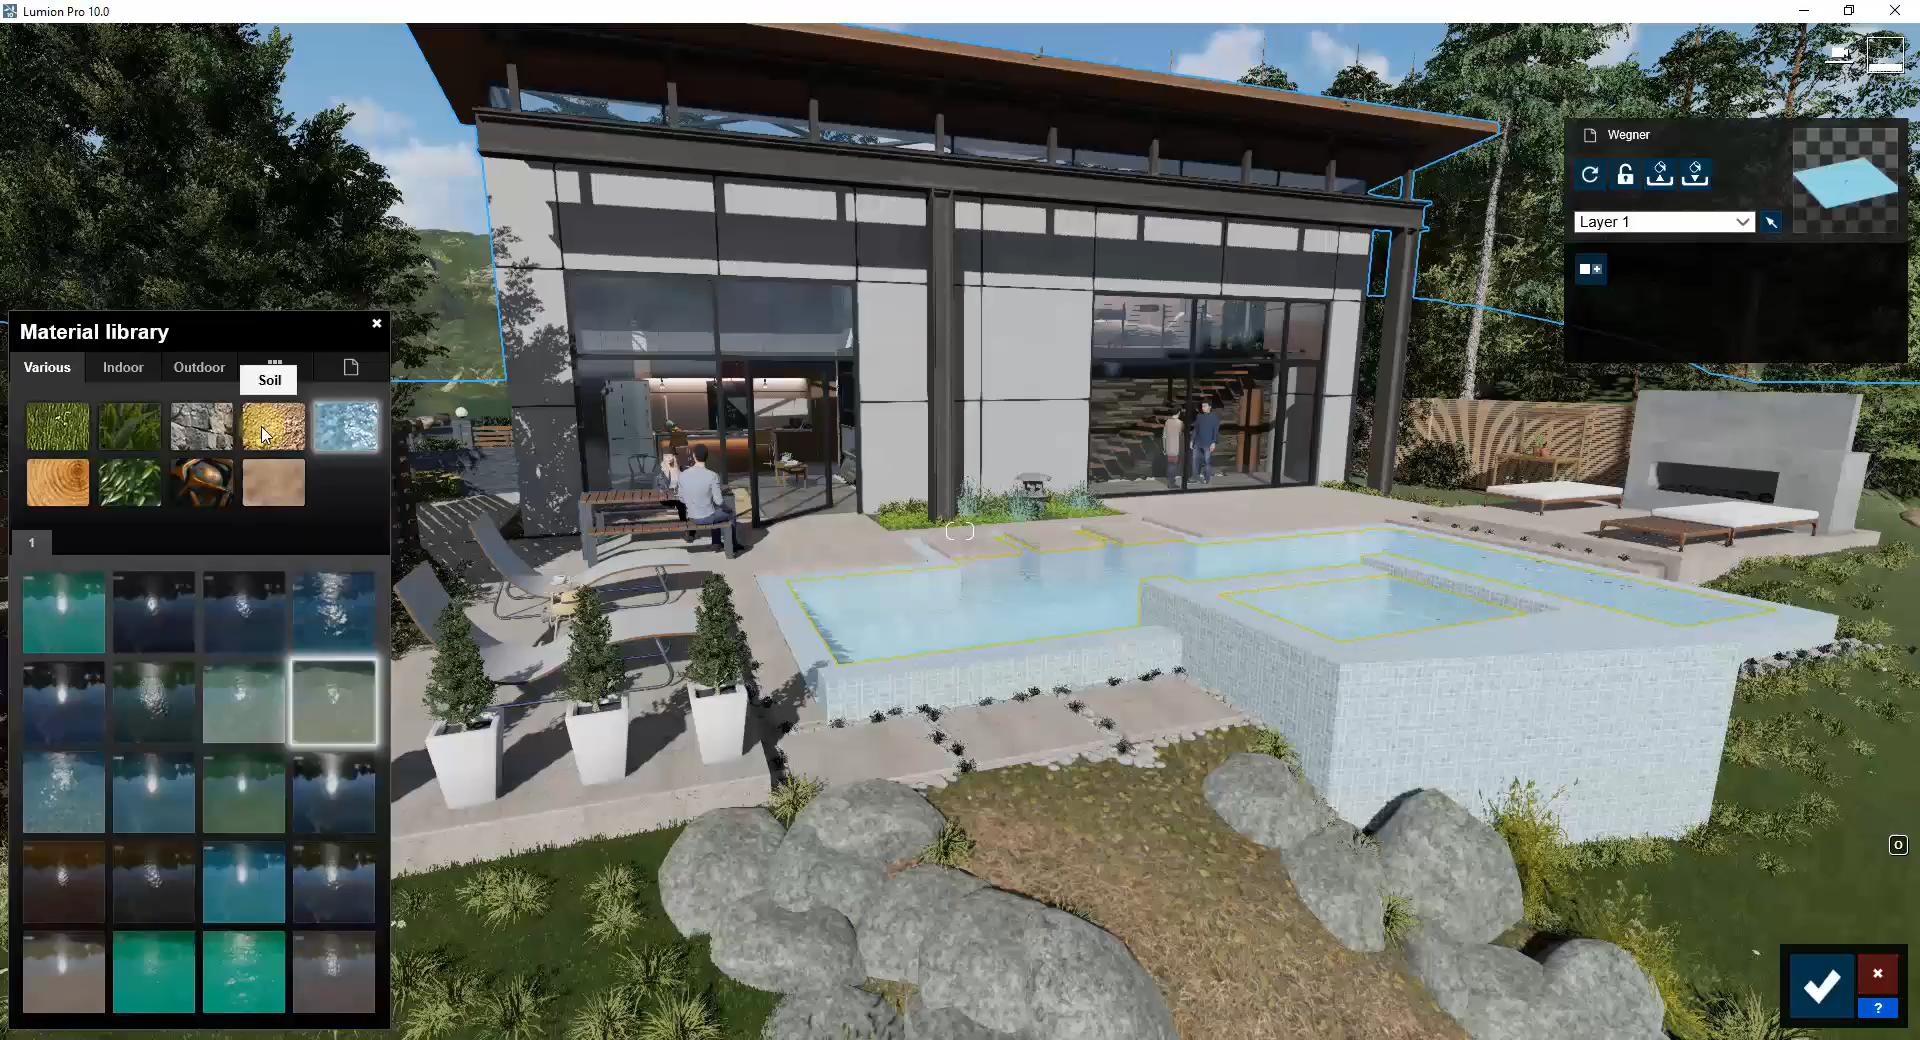 Lumion Pro 10.0
Wegner
Layer 1
Material library
Various
Indoor
Outdoor
Soil
1
O
?